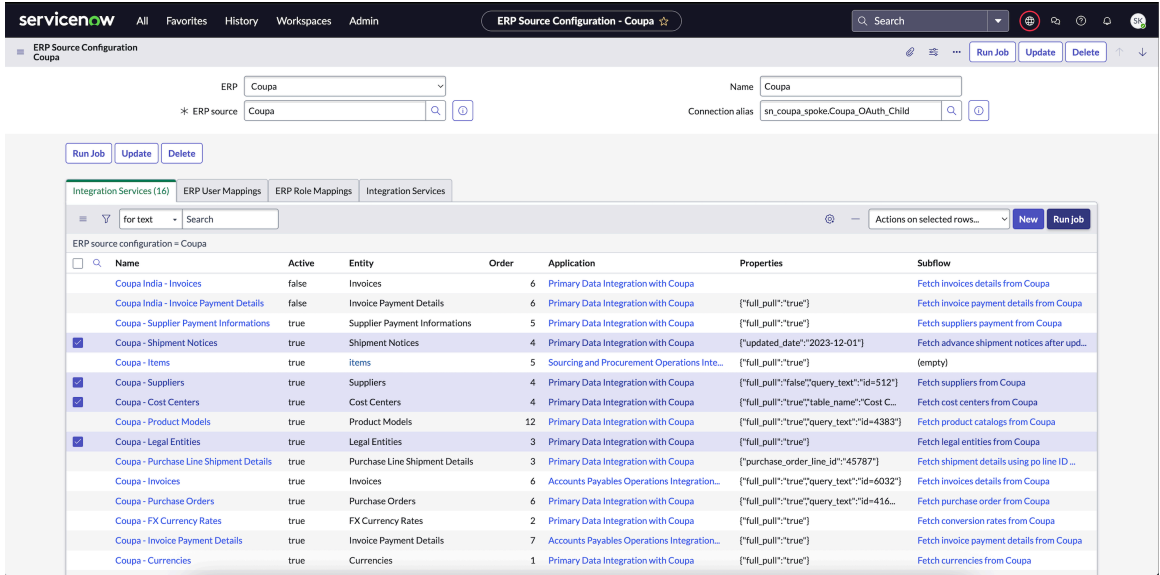 servicenow All Favorites History Workspaces Admin ERP Source Configuration - Coupa Search SK
ERP Source Configuration
Coupa
Run Job Update Delete
ERP Coupa Name Coupa
ERP source Coupa Connection alias sn_coupa_spoke.Coupa_OAuth_Child
Run Job Update Delete
Integration Services (16) ERP User Mappings ERP Role Mappings Integration Services
for text Search Actions on selected rows... New Run job
ERP source configuration = Coupa
Name Active Entity Order Application Properties Subflow
Coupa India - Invoices false Invoices 6 Primary Data Integration with Coupa Fetch invoices details from Coupa
Coupa India - Invoice Payment Details false Invoice Payment Details 6 Primary Data Integration with Coupa {"full_pull":"true"} Fetch invoice payment details from Coupa
Coupa - Supplier Payment Informations true Supplier Payment Informations 5 Primary Data Integration with Coupa {"full_pull":"true"} Fetch suppliers payment from Coupa
Coupa - Shipment Notices true Shipment Notices 4 Primary Data Integration with Coupa {"updated_date":"2023-12-01"} Fetch advance shipment notices after upd...
Coupa - Items true items 5 Sourcing and Procurement Operations Inte... {"full_pull":"true"} (empty)
Coupa - Suppliers true Suppliers 4 Primary Data Integration with Coupa {"full_pull":"false","query_text":"id=512"} Fetch suppliers from Coupa
Coupa - Cost Centers true Cost Centers 4 Primary Data Integration with Coupa {"full_pull":"true","table_name":"Cost C... Fetch cost centers from Coupa
Coupa - Product Models true Product Models 12 Primary Data Integration with Coupa {"full_pull":"true","query_text":"id=4383"} Fetch product catalogs from Coupa
Coupa - Legal Entities true Legal Entities 3 Primary Data Integration with Coupa {"full_pull":"true"} Fetch legal entities from Coupa
Coupa - Purchase Line Shipment Details true Purchase Line Shipment Details 3 Primary Data Integration with Coupa {"purchase_order_line_id":"45787"} Fetch shipment details using po line ID ...
Coupa - Invoices true Invoices 6 Accounts Payables Operations Integration... {"full_pull":"true","query_text":"id=6032"} Fetch invoices details from Coupa
Coupa - Purchase Orders true Purchase Orders 6 Primary Data Integration with Coupa {"full_pull":"true","query_text":"id=416... Fetch purchase order from Coupa
Coupa - FX Currency Rates true FX Currency Rates 2 Primary Data Integration with Coupa {"full_pull":"true"} Fetch conversion rates from Coupa
Coupa - Invoice Payment Details true Invoice Payment Details 7 Accounts Payables Operations Integration... {"full_pull":"true"} Fetch invoice payment details from Coupa
Coupa - Currencies true Currencies 1 Primary Data Integration with Coupa {"full_pull":"true"} Fetch currencies from Coupa